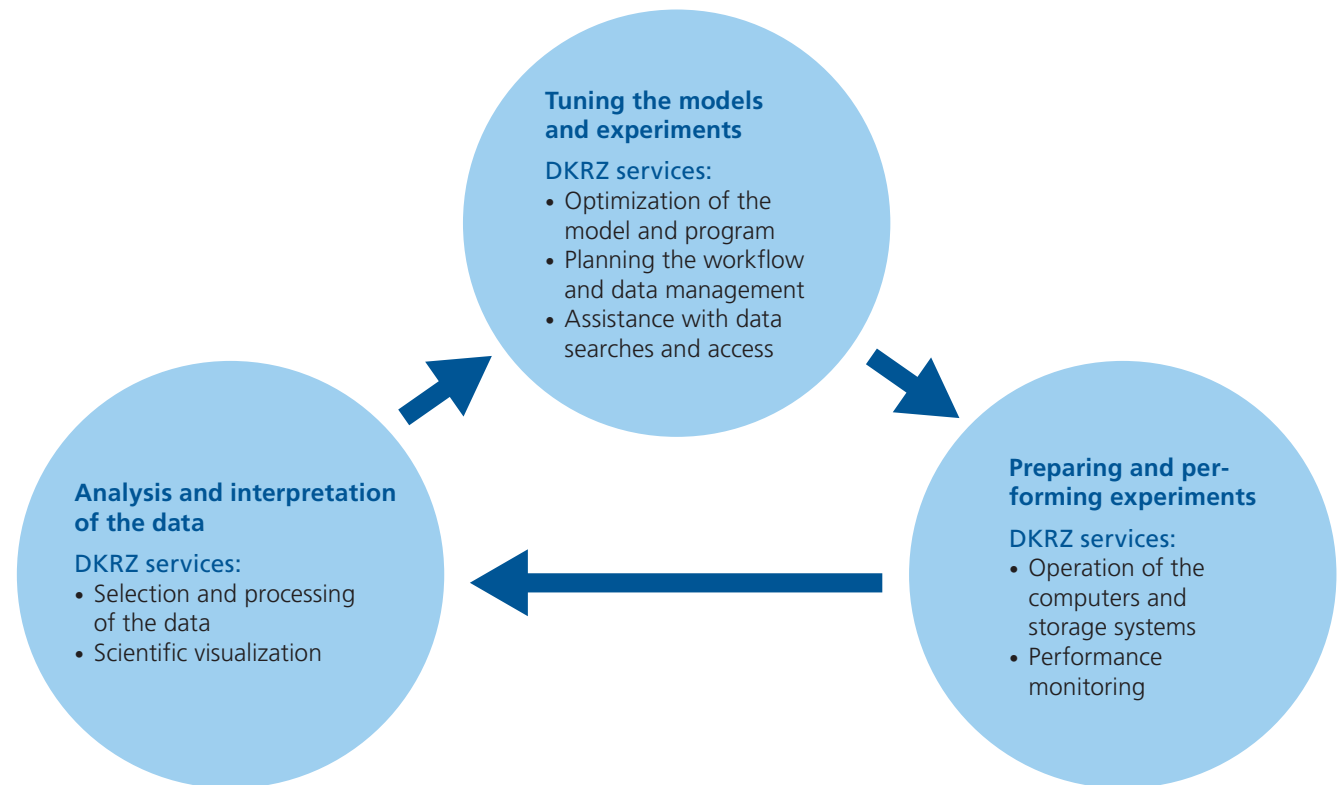 Tuning the models
and experiments
DKRZ services:
• Optimization of the
model and program
• Planning the workflow
and data management
• Assistance with data
searches and access
Preparing and per-
forming experiments
DKRZ services:
• Operation of the
computers and
storage systems
• Performance
monitoring
Analysis and interpretation
of the data
DKRZ services:
• Selection and processing
of the data
• Scientific visualization